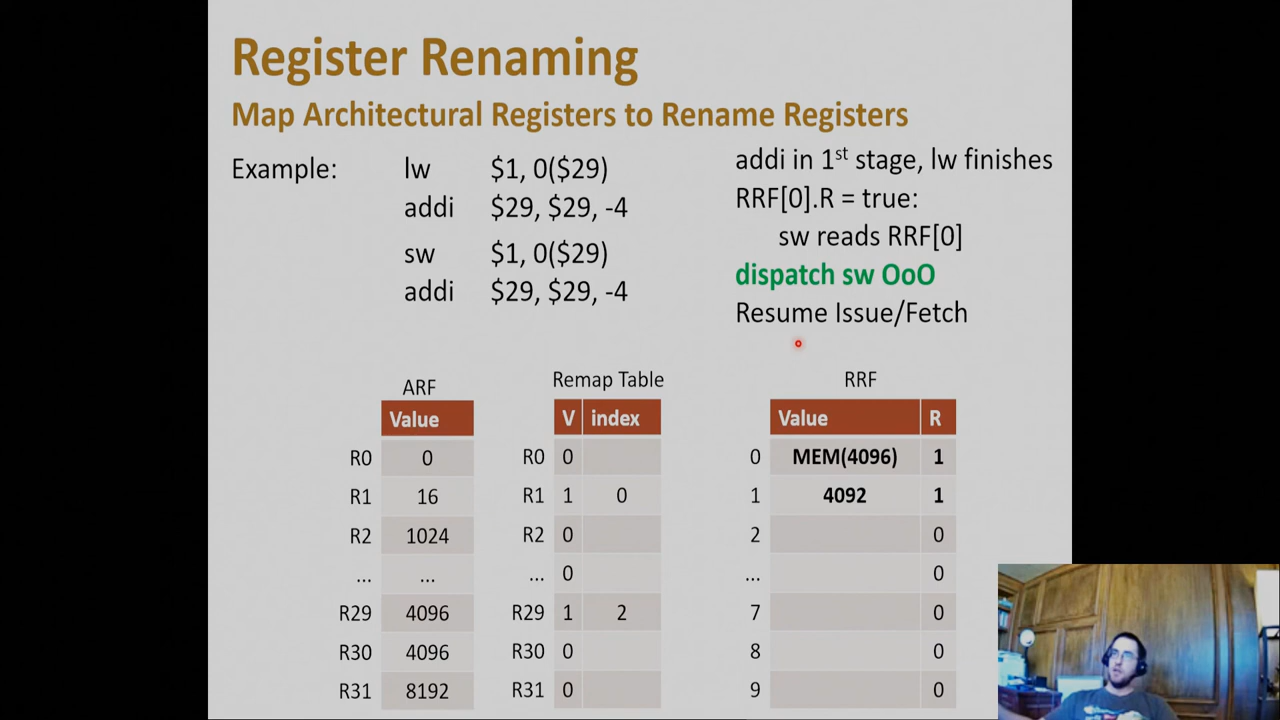 Register Renaming
Map Architectural Registers to Rename Registers
Example: lw $1, 0($29)
addi $29, $29, -4
sw $1, 0($29)
addi $29, $29, -4
addi in 1st stage, lw finishes
RRF[0].R = true:
sw reads RRF[0]
dispatch sw OoO
Resume Issue/Fetch
ARF
Value
R0 0
R1 16
R2 1024
... ...
R29 4096
R30 4096
R31 8192
Remap Table
V index
R0 0
R1 1 0
R2 0
... 0
R29 1 2
R30 0
R31 0
RRF
Value R
0 MEM(4096) 1
1 4092 1
2 0
... 0
7 0
8 0
9 0